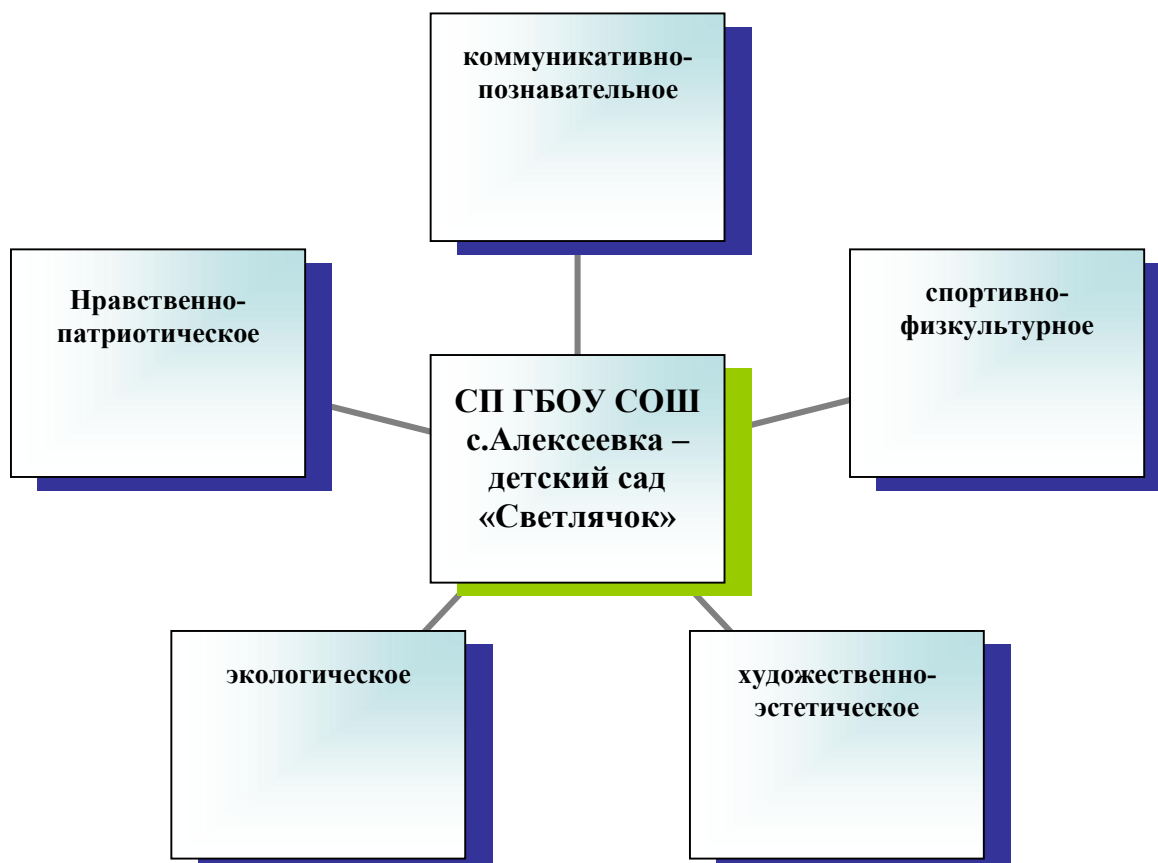 коммуникативно-
познавательное
Нравственно-
патриотическое
спортивно-
физкультурное
СП ГБОУ СОШ
с.Алексеевка –
детский сад
«Светлячок»
экологическое
художественно-
эстетическое